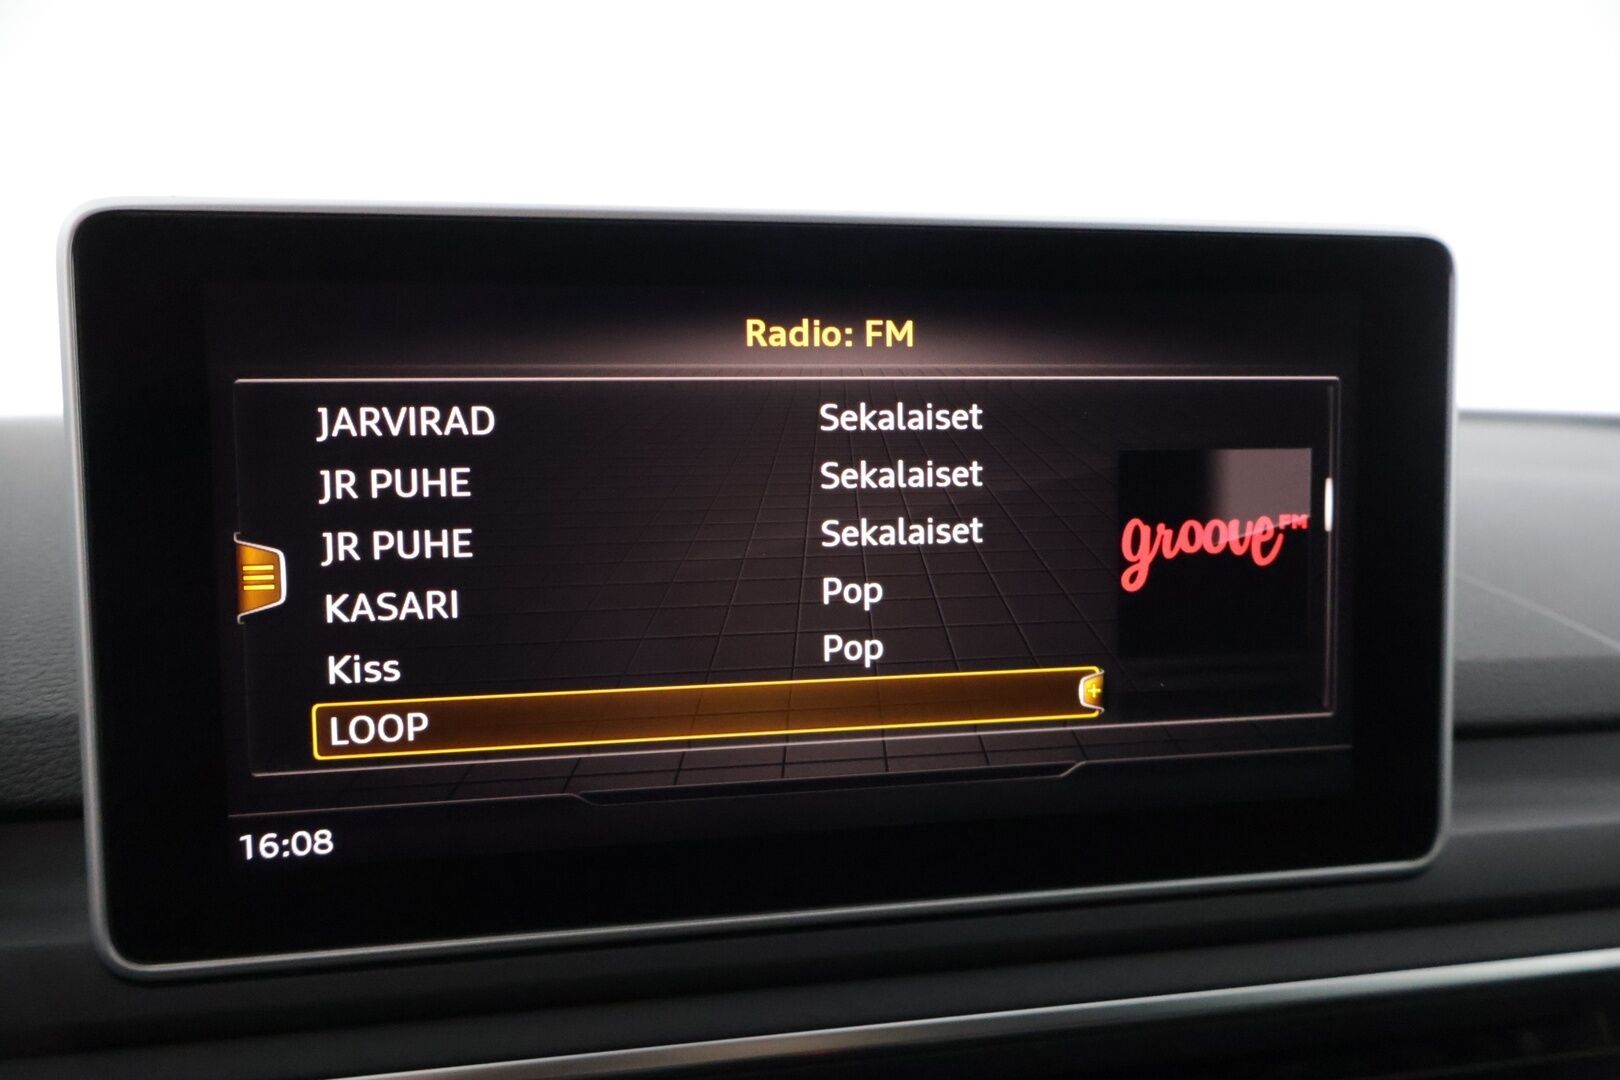 Radio: FM
JARVIRAD Sekalaiset
JR PUHE Sekalaiset
JR PUHE Sekalaiset
KASARI Pop
Kiss Pop
LOOP
groove FM
16:08